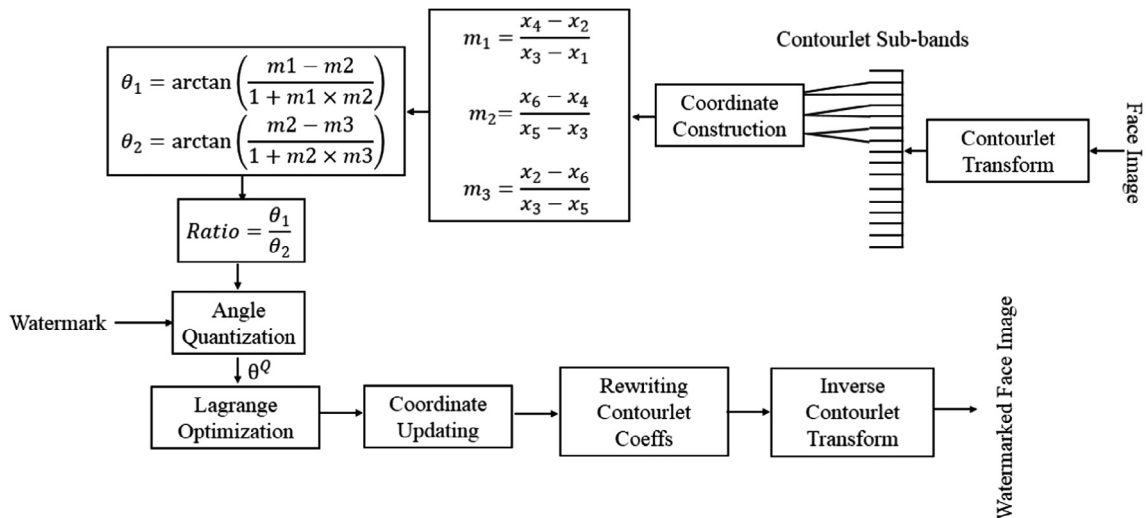 Face Image
Contourlet
Transform
Contourlet Sub-bands
Coordinate
Construction
m₁ = (x₄ − x₂)/(x₃ − x₁)
m₂= (x₆ − x₄)/(x₅ − x₃)
m₃ = (x₂ − x₆)/(x₃ − x₅)
θ₁ = arctan((m1 − m2)/(1 + m1 × m2))
θ₂ = arctan((m2 − m3)/(1 + m2 × m3))
Ratio = θ₁/θ₂
Watermark
Angle
Quantization
θ^Q
Lagrange
Optimization
Coordinate
Updating
Rewriting
Contourlet
Coeffs
Inverse
Contourlet
Transform
Watermarked Face Image